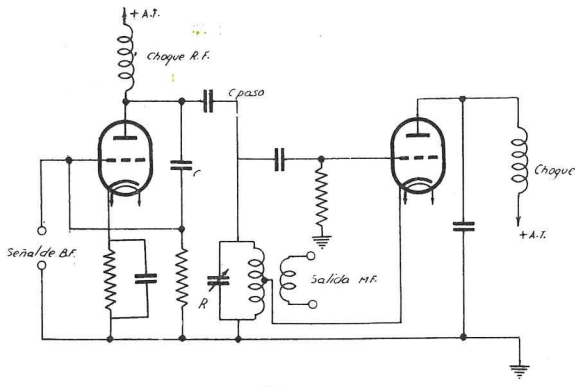 + A.T.
Choque R.F.
C paso
C
Choque
+A.T.
Señal de B.F.
R
Salida M.F.